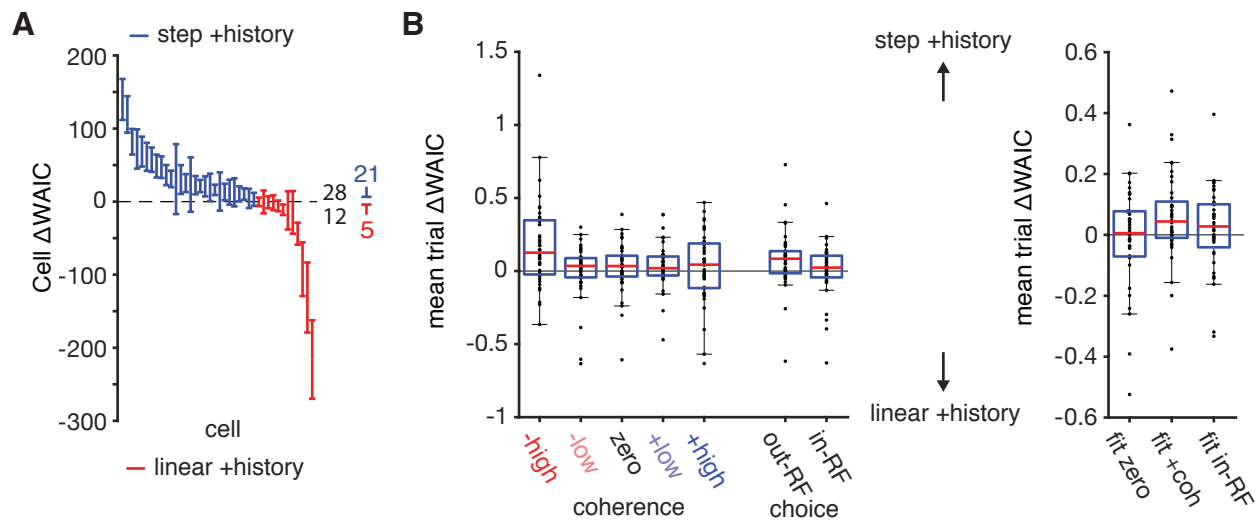 A
step +history
200
100
0
-100
-200
-300
Cell ΔWAIC
28
12
21
5
cell
linear +history
B
1.5
1
0.5
0
-0.5
-1
mean trial ΔWAIC
-high
-low
zero
+low
+high
out-RF
in-RF
coherence
choice
step +history
linear +history
0.6
0.4
0.2
0
-0.2
-0.4
-0.6
mean trial ΔWAIC
fit zero
fit +coh
fit in-RF